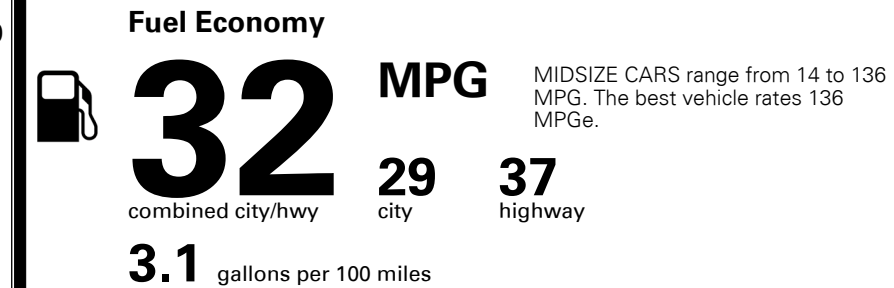 Fuel Economy
32 MPG
MIDSIZE CARS range from 14 to 136
MPG. The best vehicle rates 136
MPGe.
combined city/hwy
29
city
37
highway
3.1 gallons per 100 miles